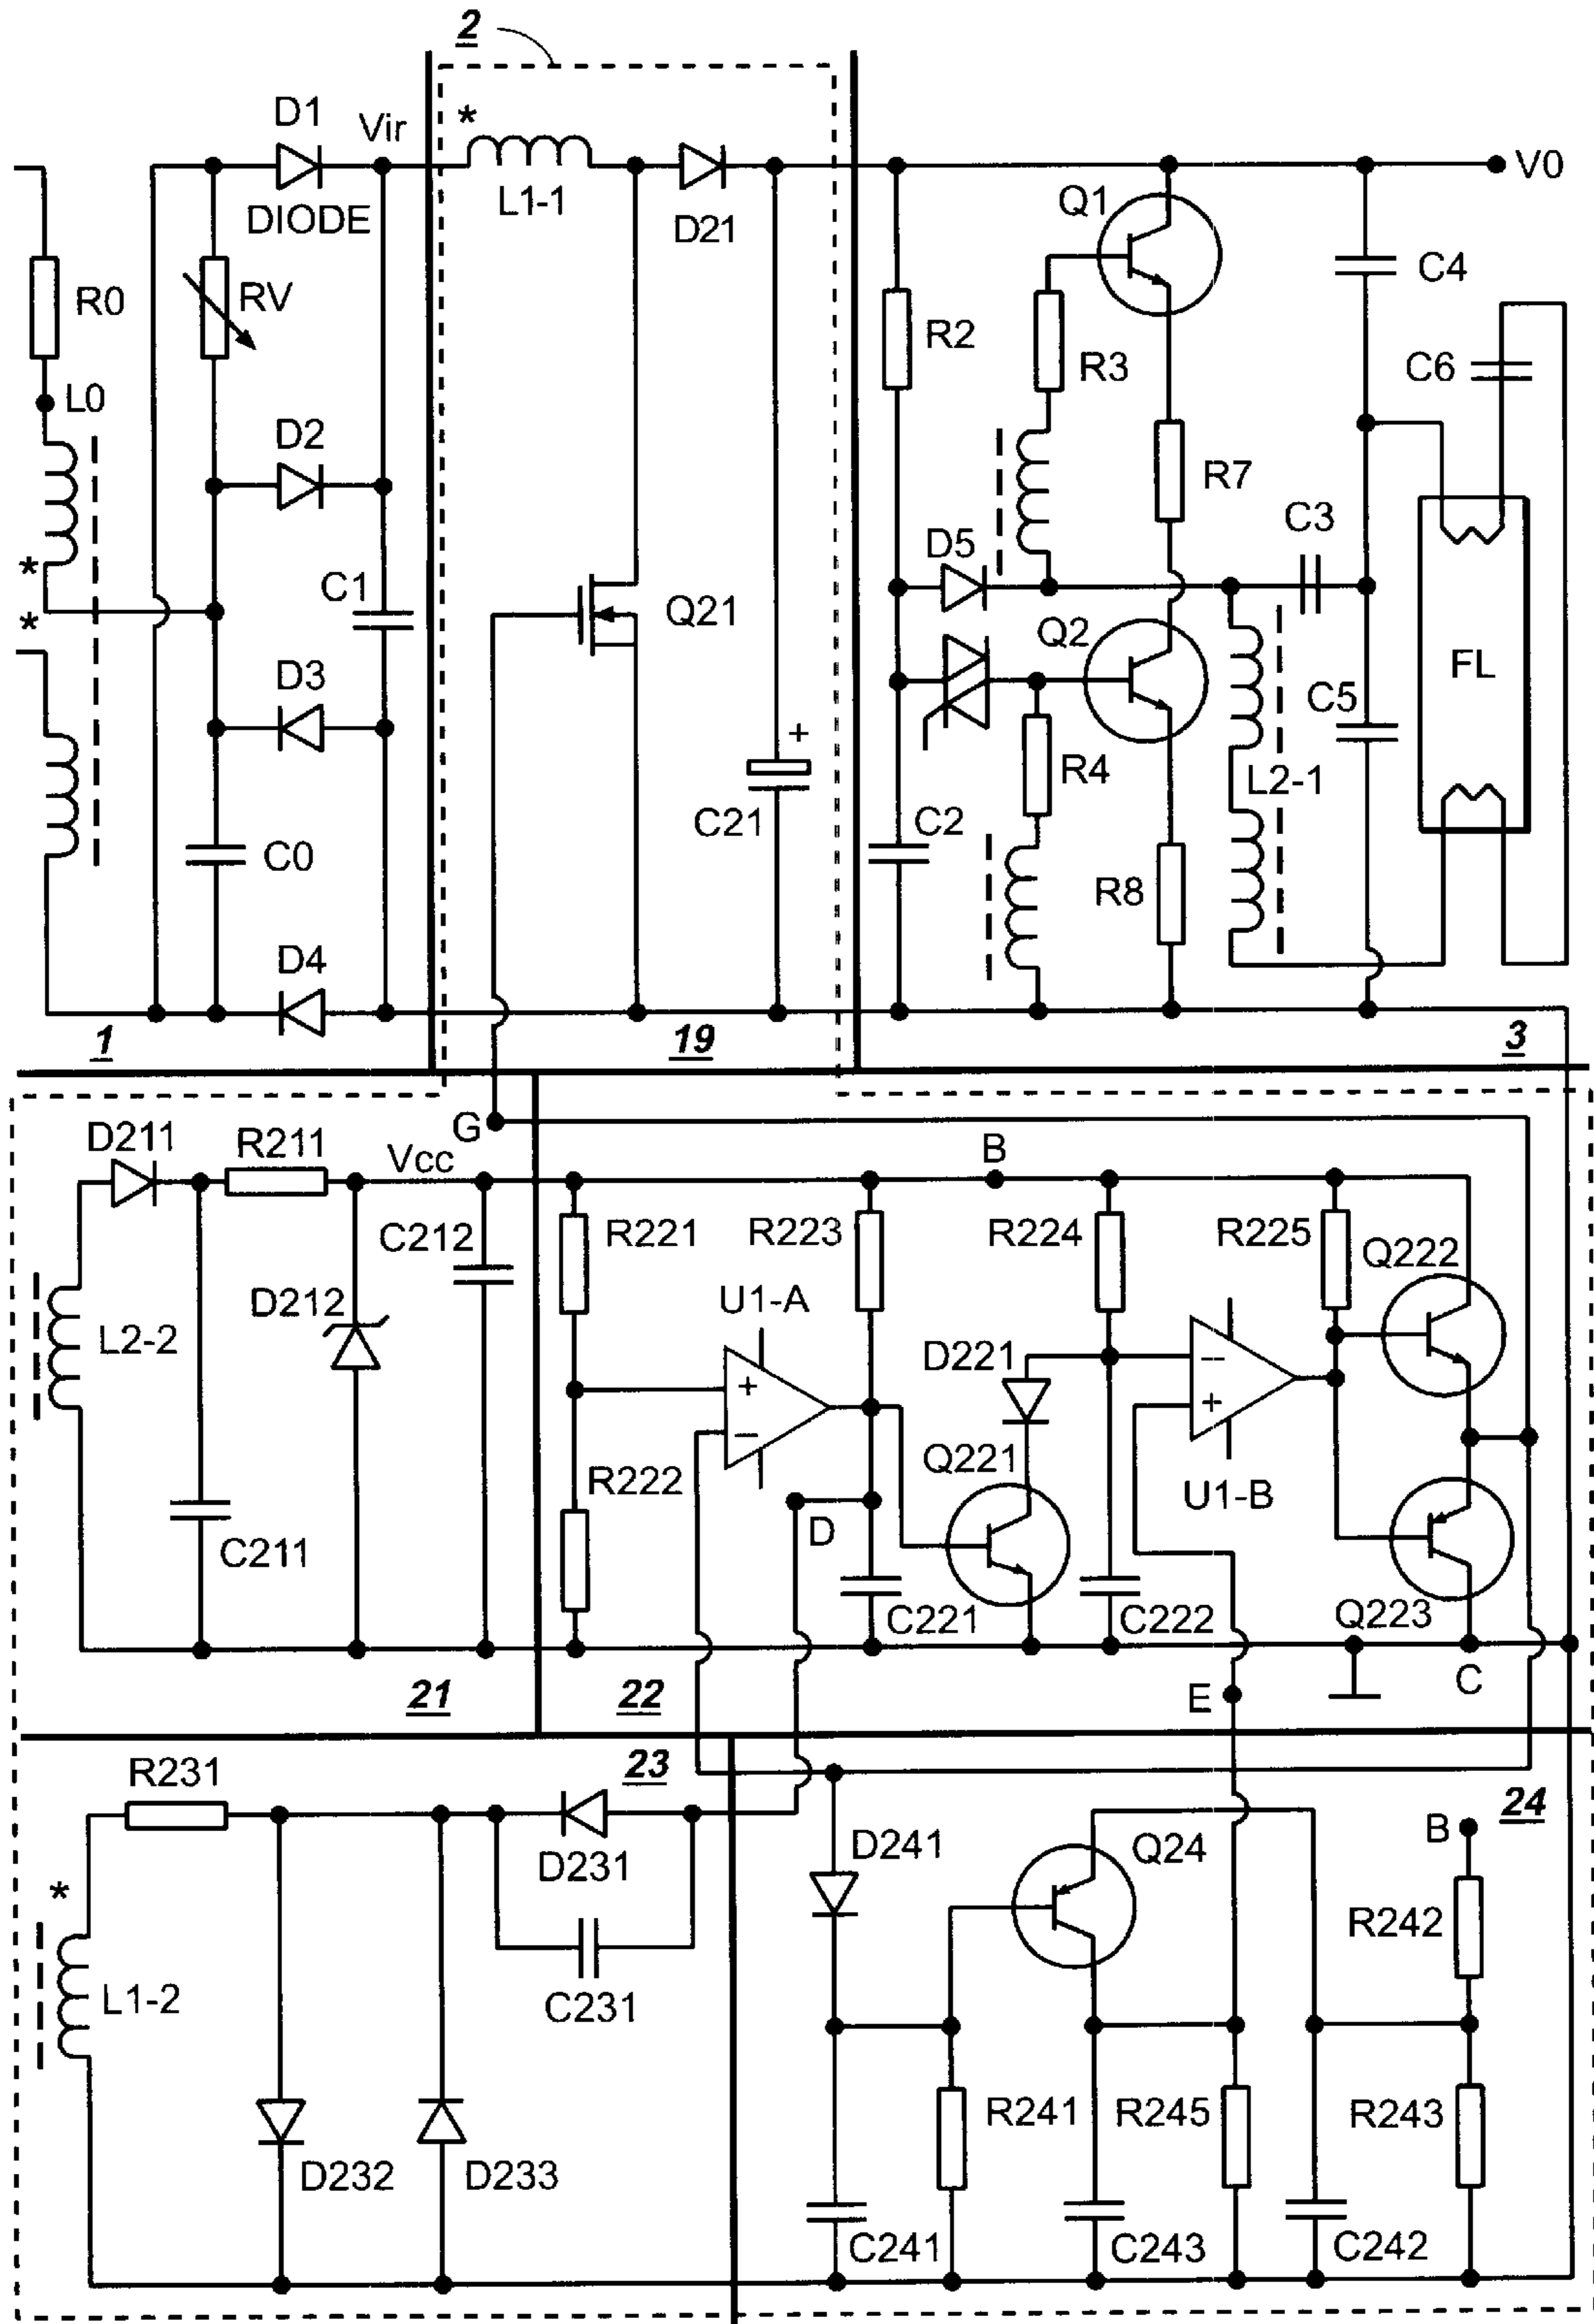 2
D1
Vir
*
DIODE
L1-1
D21
Q1
V0
R0
RV
R2
R3
C4
C6
L0
D2
R7
C3
*
*
C1
Q21
D5
Q2
FL
D3
C5
+
R4
L2-1
C0
C21
C2
R8
D4
1
19
3
D211
R211
Vcc
G
B
C212
R221
R223
R224
R225
Q222
D212
L2-2
U1-A
D221
+
−
−
+
R222
Q221
U1-B
D
C211
C221
C222
Q223
21
22
E
C
R231
23
24
*
D231
D241
Q24
B
R242
L1-2
C231
R241
R245
R243
D232
D233
C241
C243
C242